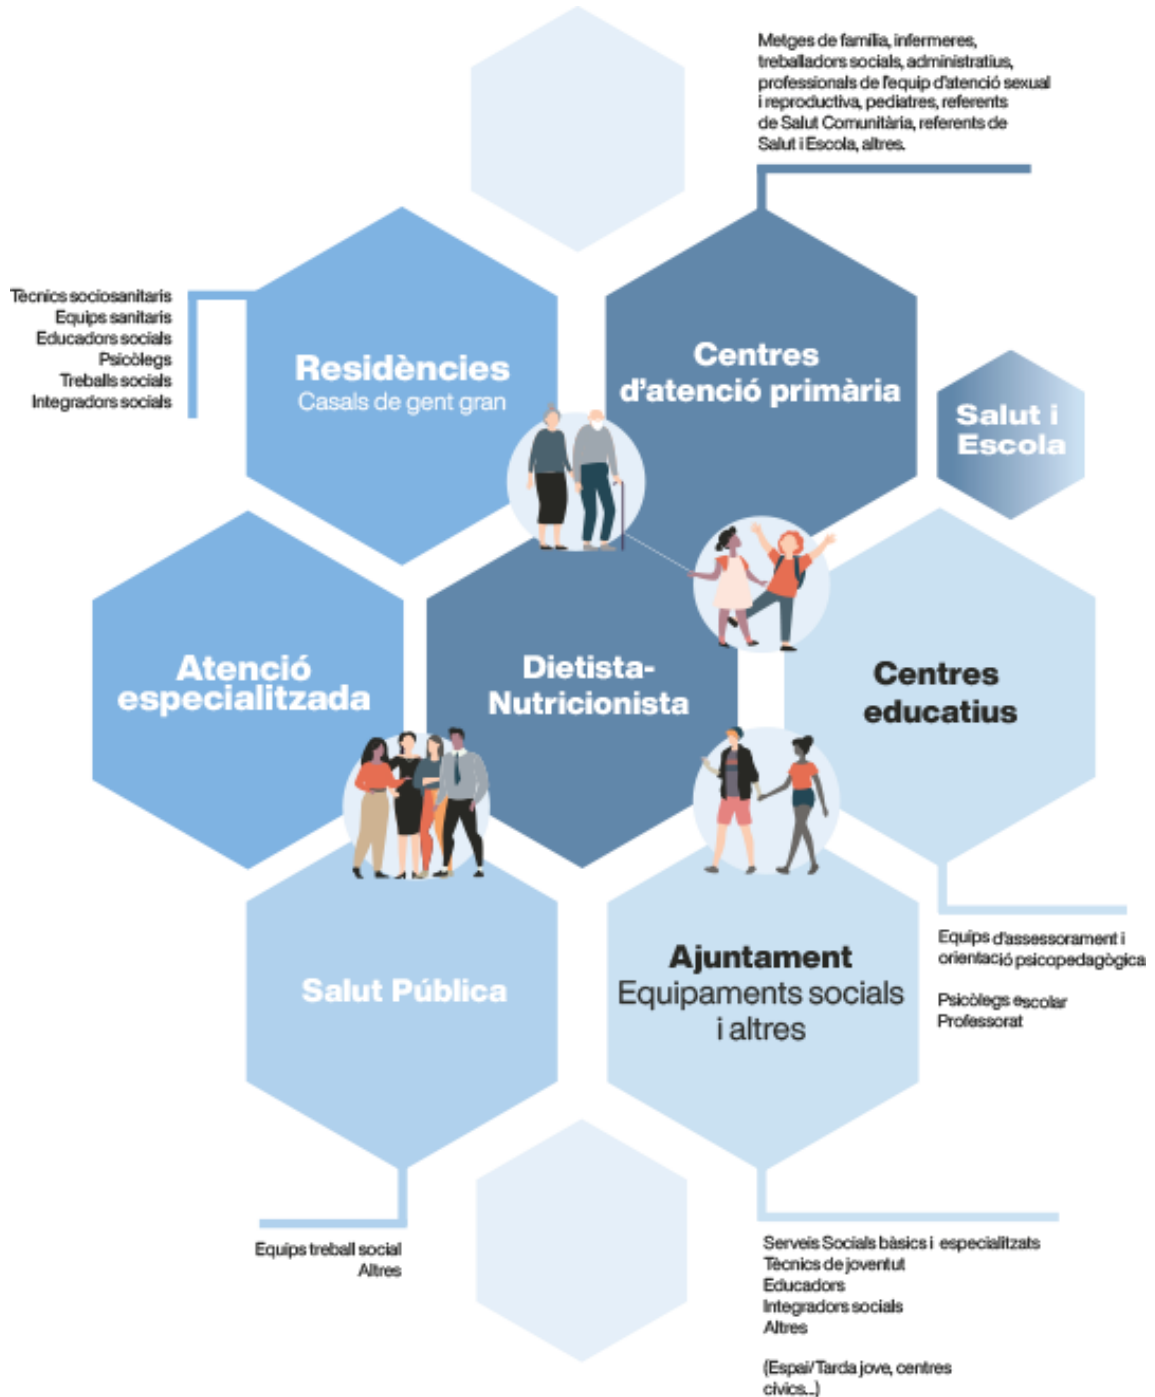 Metges de família, infermeres,
treballadors socials, administratius,
professionals de l'equip d'atenció sexual
i reproductiva, pediatres, referents
de Salut Comunitària, referents de
Salut i Escola, altres.
Tècnics sociosanitaris
Equips sanitaris
Educadors socials
Psicòlegs
Treballs socials
Integradors socials
Residències
Casals de gent gran
Centres
d'atenció primària
Salut i
Escola
Atenció
especialitzada
Dietista-
Nutricionista
Centres
educatius
Equips d'assessorament i
orientació psicopedagògica
Psicòlegs escolar
Professorat
Salut Pública
Ajuntament
Equipaments socials
i altres
Equips treball social
Altres
Serveis Socials bàsics i especialitzats
Tècnics de joventut
Educadors
Integradors socials
Altres
(Espai/Tarda jove, centres
cívics...)